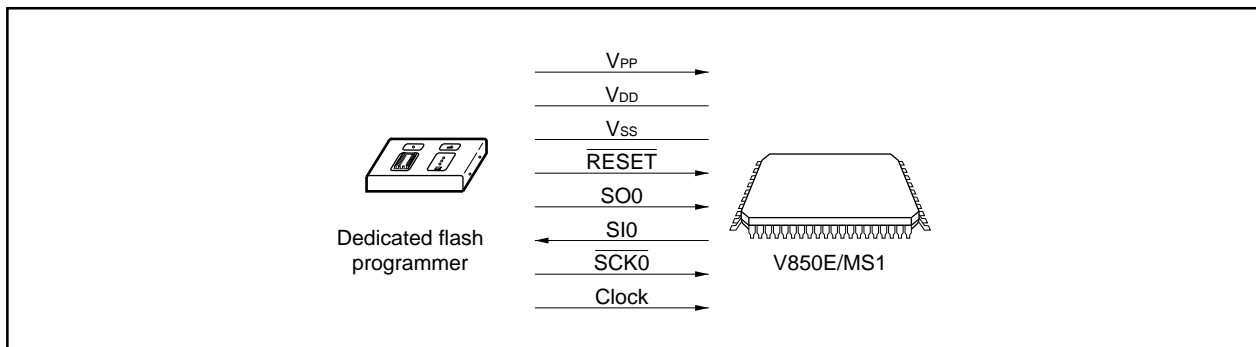 VPP
VDD
VSS
RESET
SO0
SI0
SCK0
Clock
Dedicated flash
programmer
V850E/MS1